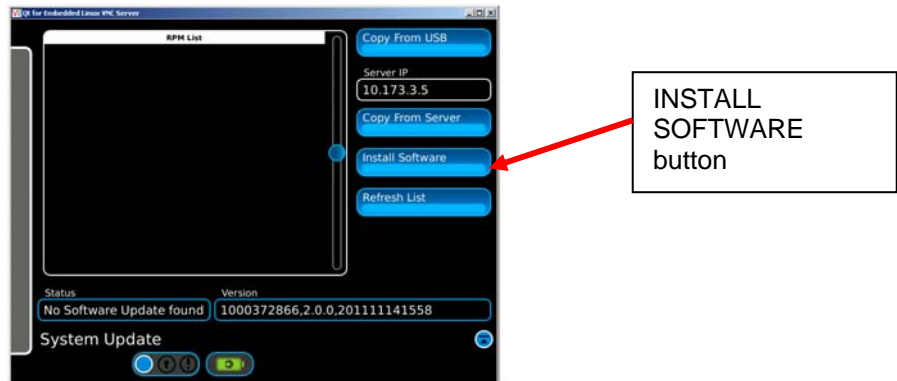 Qt for Embedded Linux VNC Server
RPM List
Copy From USB
Server IP
10.173.3.5
Copy From Server
Install Software
Refresh List
Status
Version
No Software Update found
1000372866,2.0.0,201111141558
System Update
INSTALL
SOFTWARE
button